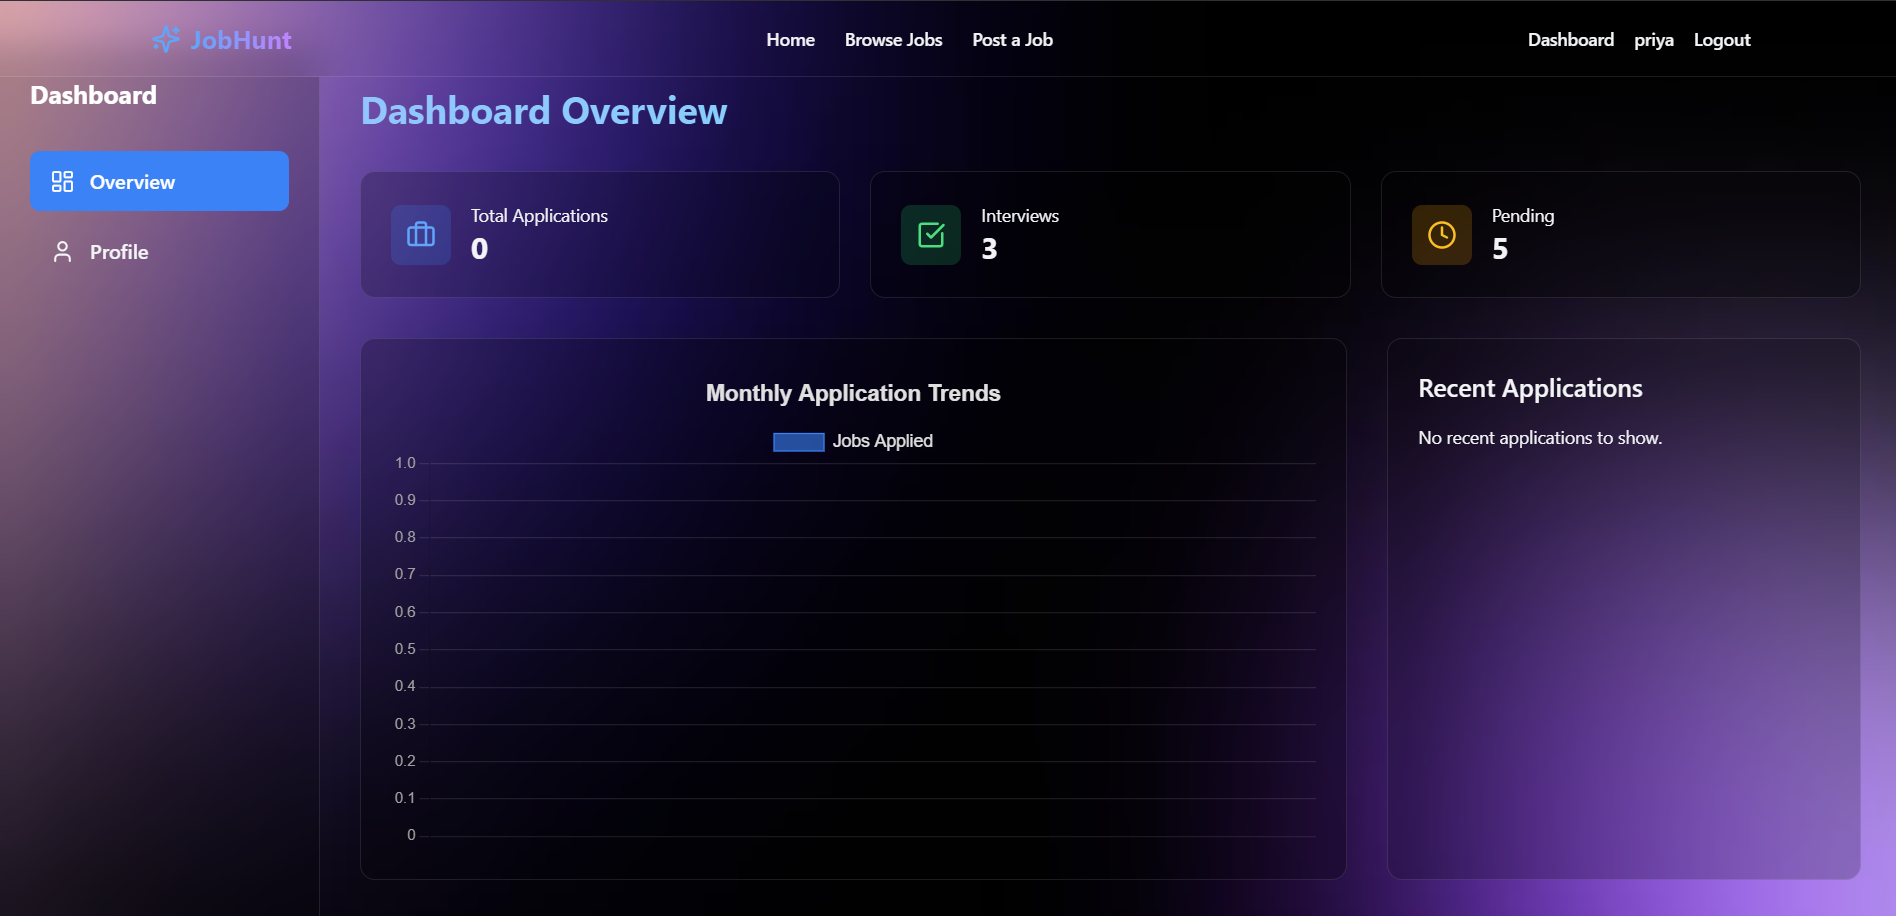 JobHunt
Home Browse Jobs Post a Job
Dashboard priya Logout
Dashboard
Overview
Profile
Dashboard Overview
Total Applications
0
Interviews
3
Pending
5
Monthly Application Trends
Jobs Applied
1.0
0.9
0.8
0.7
0.6
0.5
0.4
0.3
0.2
0.1
0
Recent Applications
No recent applications to show.